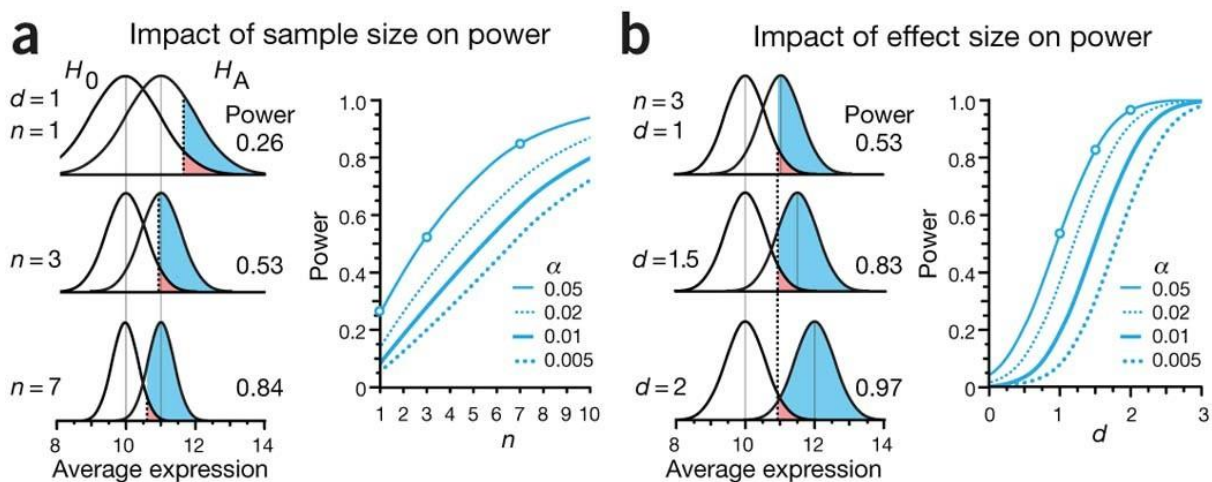 a Impact of sample size on power
H0 HA
d = 1
n = 1
Power
0.26
n = 3
0.53
n = 7
0.84
8 10 12 14
Average expression
Power
1.0
0.8
0.6
0.4
0.2
0
1 2 3 4 5 6 7 8 9 10
n
α
0.05
0.02
0.01
0.005
b Impact of effect size on power
n = 3
d = 1
Power
0.53
d = 1.5
0.83
d = 2
0.97
8 10 12 14
Average expression
Power
1.0
0.8
0.6
0.4
0.2
0
0 1 2 3
d
α
0.05
0.02
0.01
0.005